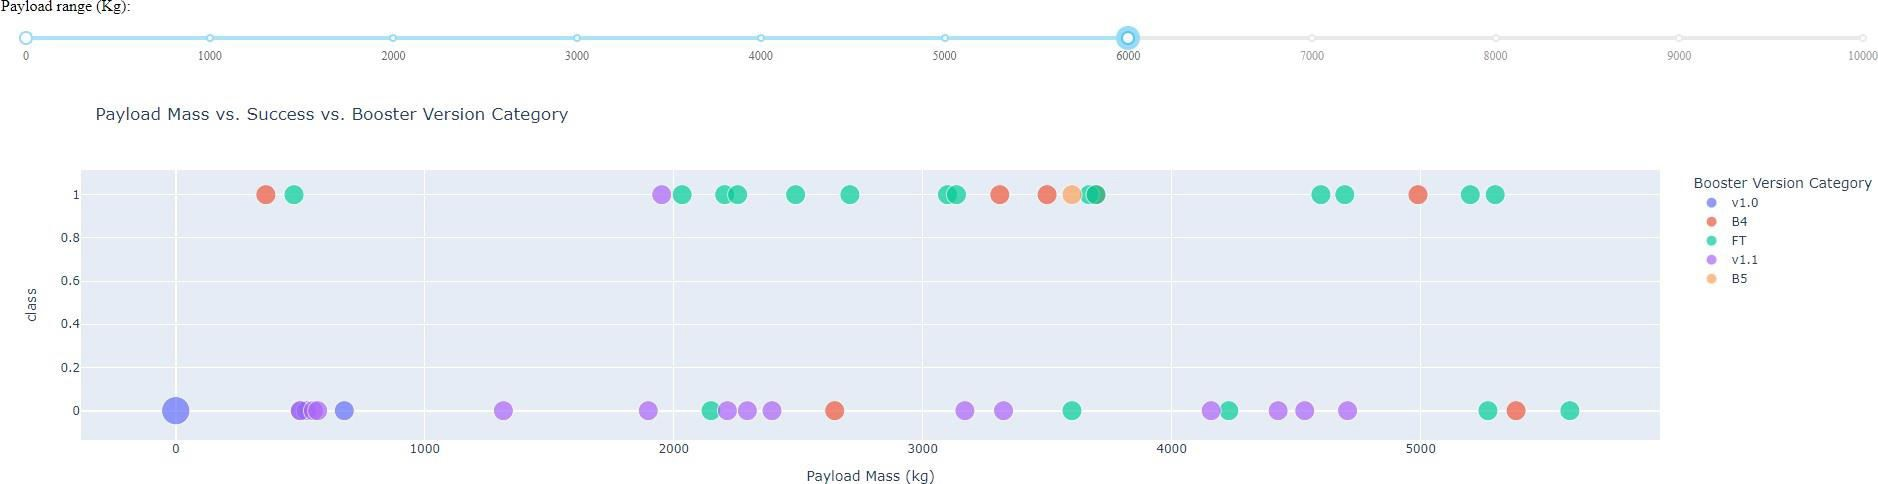 Payload range (Kg):
0 1000 2000 3000 4000 5000 6000 7000 8000 9000 10000
Payload Mass vs. Success vs. Booster Version Category
Booster Version Category
v1.0
B4
FT
v1.1
B5
class
1
0.8
0.6
0.4
0.2
0
0 1000 2000 3000 4000 5000
Payload Mass (kg)